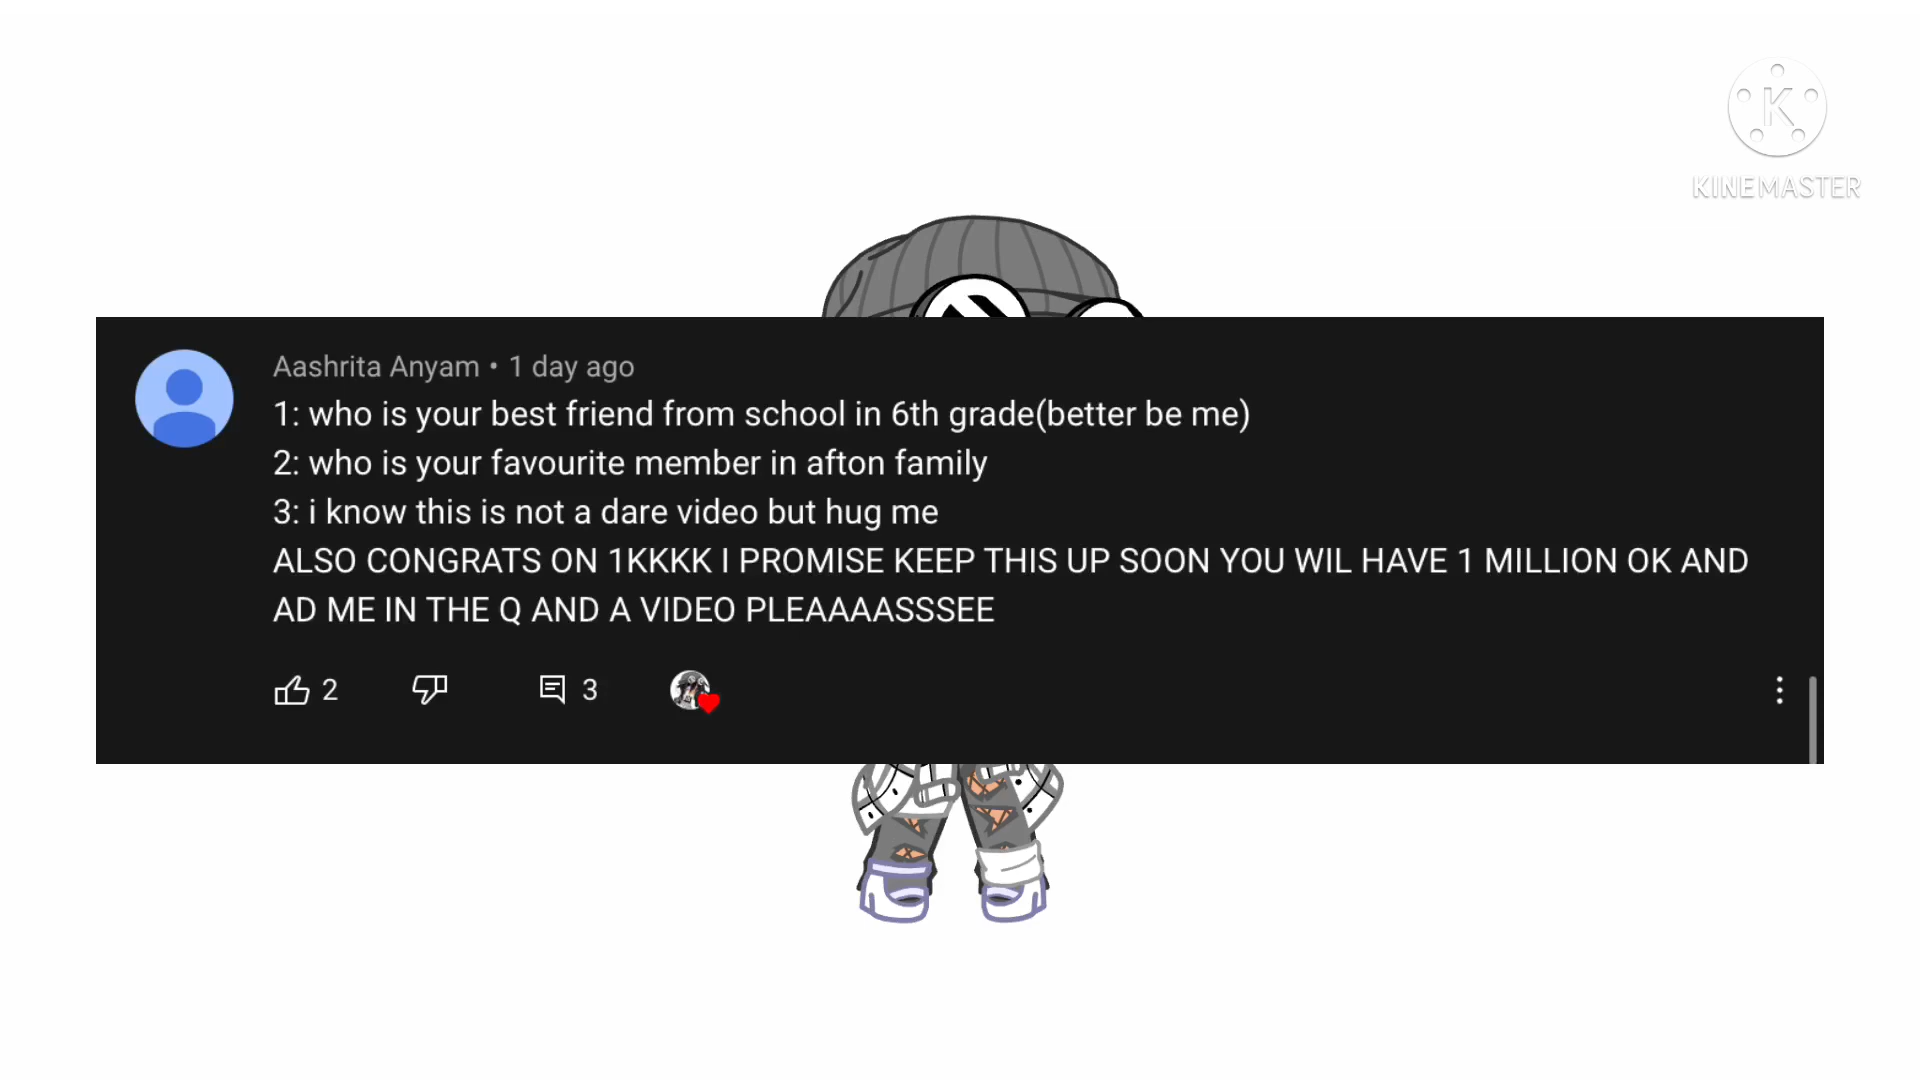 K
KINEMASTER
Aashrita Anyam • 1 day ago
1: who is your best friend from school in 6th grade(better be me)
2: who is your favourite member in afton family
3: i know this is not a dare video but hug me
ALSO CONGRATS ON 1KKKK I PROMISE KEEP THIS UP SOON YOU WIL HAVE 1 MILLION OK AND
AD ME IN THE Q AND A VIDEO PLEAAAASSSEE
2
3